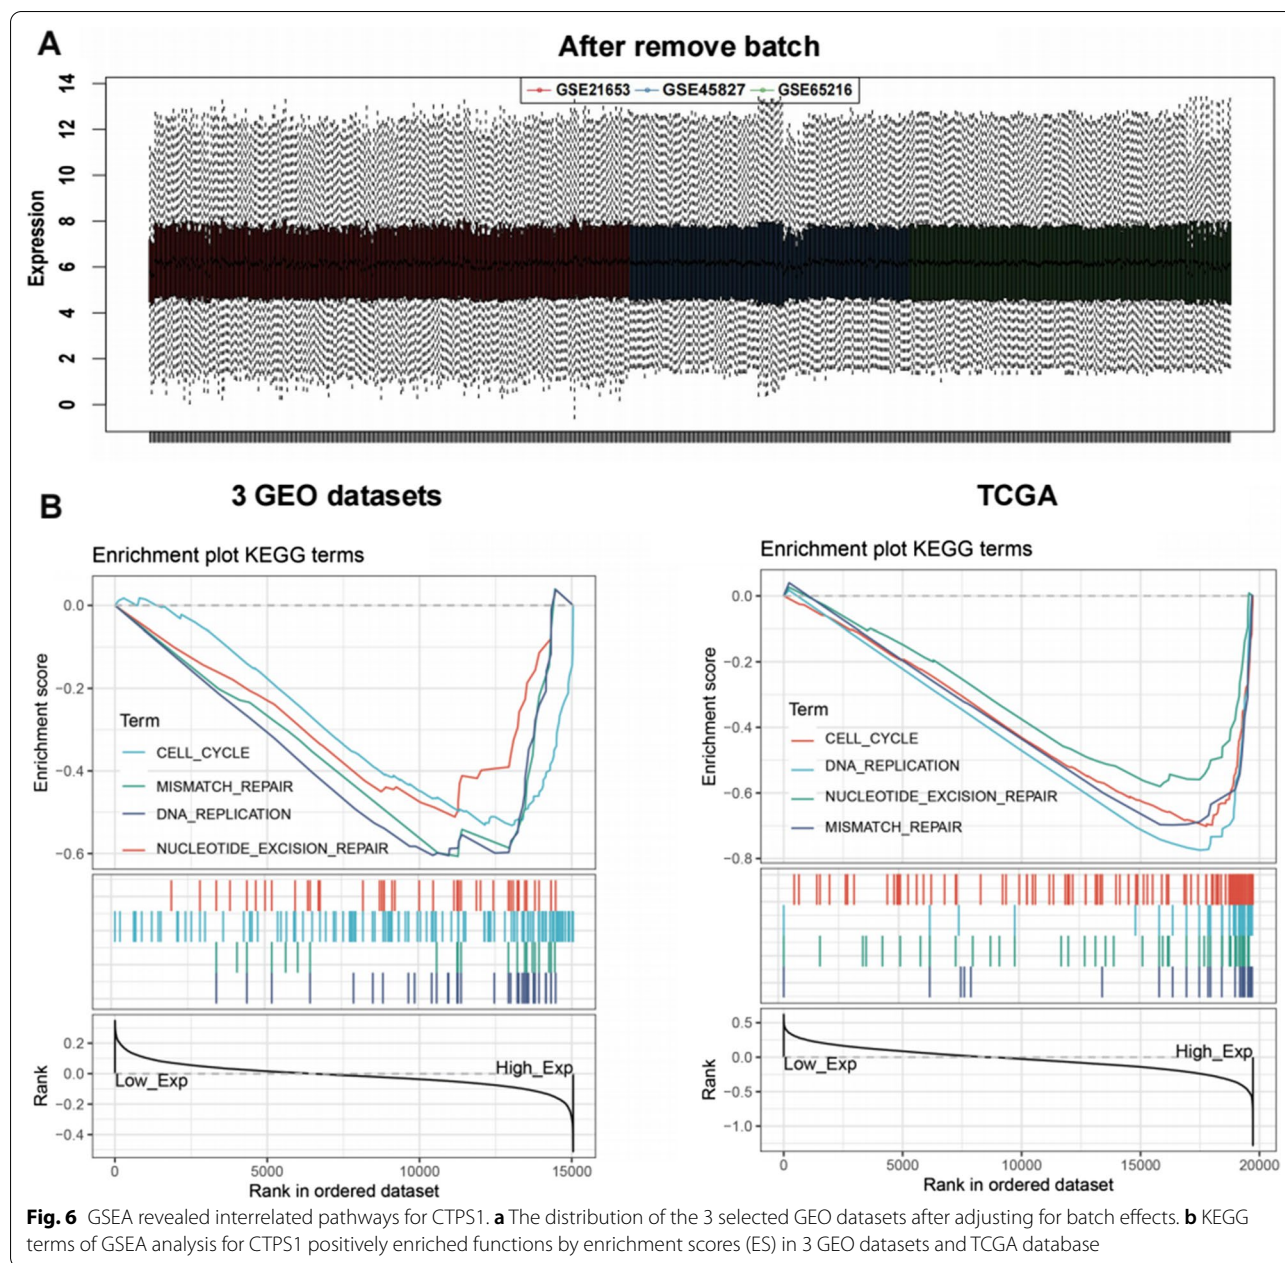 A
After remove batch
GSE21653 GSE45827 GSE65216
Expression
14
12
10
8
6
4
2
0
B
3 GEO datasets
Enrichment plot KEGG terms
Enrichment score
0.0
−0.2
−0.4
−0.6
Term
CELL_CYCLE
MISMATCH_REPAIR
DNA_REPLICATION
NUCLEOTIDE_EXCISION_REPAIR
Rank
0.2
0.0
−0.2
−0.4
Low_Exp
High_Exp
0 5000 10000 15000
Rank in ordered dataset
TCGA
Enrichment plot KEGG terms
Enrichment score
0.0
−0.2
−0.4
−0.6
−0.8
Term
CELL_CYCLE
DNA_REPLICATION
NUCLEOTIDE_EXCISION_REPAIR
MISMATCH_REPAIR
Rank
0.5
0.0
−0.5
−1.0
Low_Exp
High_Exp
0 5000 10000 15000 20000
Rank in ordered dataset
Fig. 6 GSEA revealed interrelated pathways for CTPS1. a The distribution of the 3 selected GEO datasets after adjusting for batch effects. b KEGG
terms of GSEA analysis for CTPS1 positively enriched functions by enrichment scores (ES) in 3 GEO datasets and TCGA database